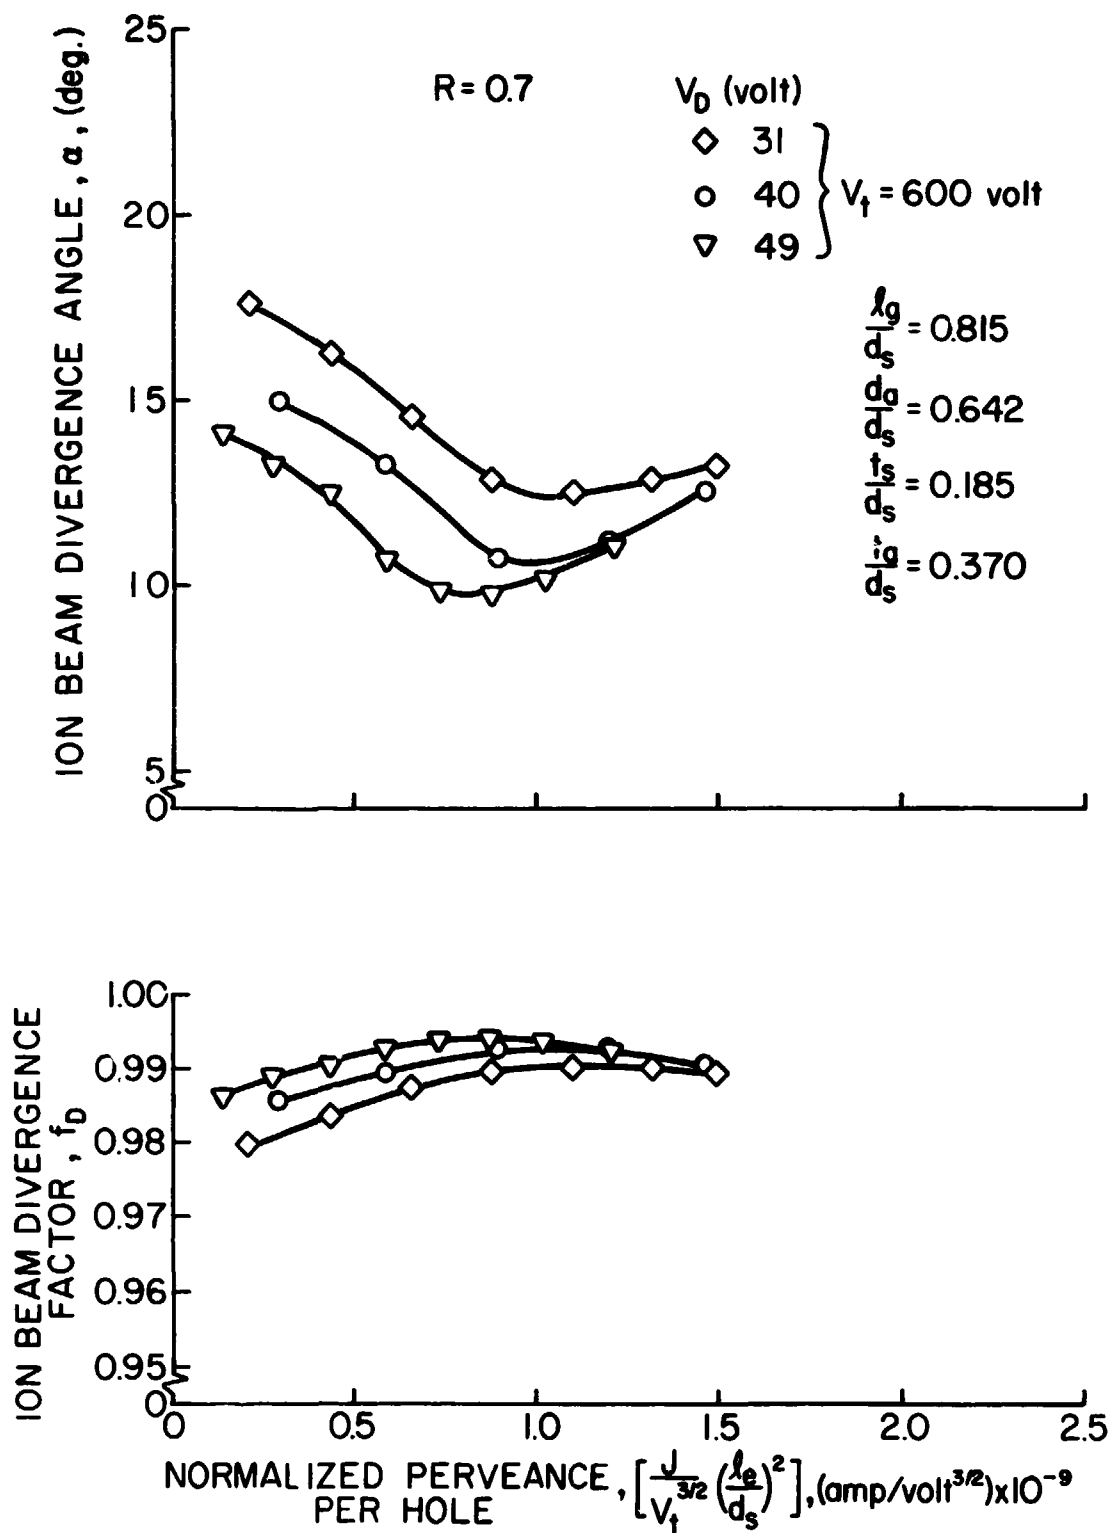 ION BEAM DIVERGENCE ANGLE, α, (deg.)
25
20
15
10
5
0
R = 0.7
V_D (volt)
◇ 31
○ 40
▽ 49
V_t = 600 volt
l_g/d_s = 0.815
d_a/d_s = 0.642
t_s/d_s = 0.185
/d_s = 0.370
ION BEAM DIVERGENCE
FACTOR, f_D
1.00
0.99
0.98
0.97
0.96
0.95
0
0 0.5 1.0 1.5 2.0 2.5
NORMALIZED PERVEANCE, [J/V_t^3/2 (l_e/d_s)^2], (amp/volt^3/2)x10^-9
PER HOLE